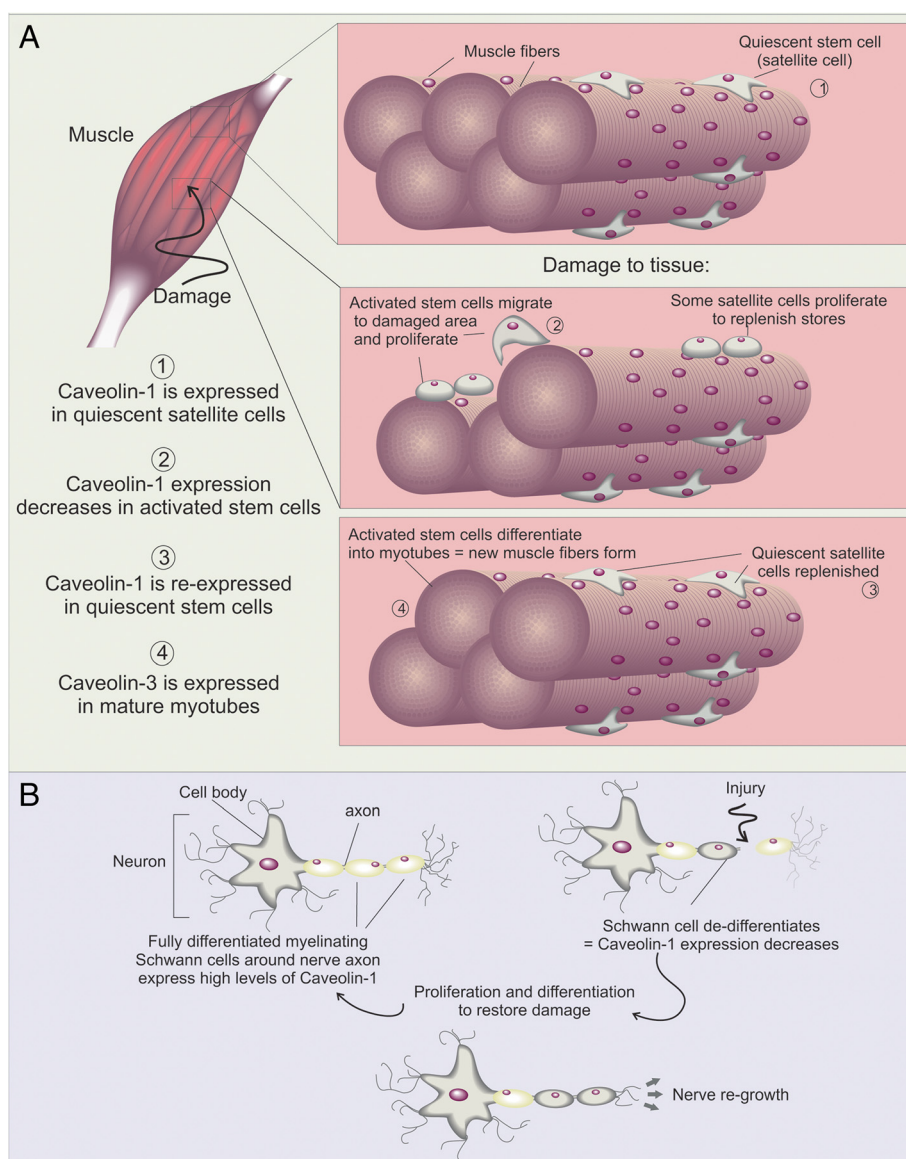 A
Muscle
Damage
Muscle fibers
Quiescent stem cell
(satellite cell)
1
Damage to tissue:
Activated stem cells migrate
to damaged area
and proliferate
2
Some satellite cells proliferate
to replenish stores
1
Caveolin-1 is expressed
in quiescent satellite cells
2
Caveolin-1 expression
decreases in activated stem cells
3
Caveolin-1 is re-expressed
in quiescent stem cells
4
Caveolin-3 is expressed
in mature myotubes
Activated stem cells differentiate
into myotubes = new muscle fibers form
Quiescent satellite
cells replenished
3
4
B
Cell body
axon
Neuron
Fully differentiated myelinating
Schwann cells around nerve axon
express high levels of Caveolin-1
Injury
Schwann cell de-differentiates
= Caveolin-1 expression decreases
Proliferation and differentiation
to restore damage
Nerve re-growth